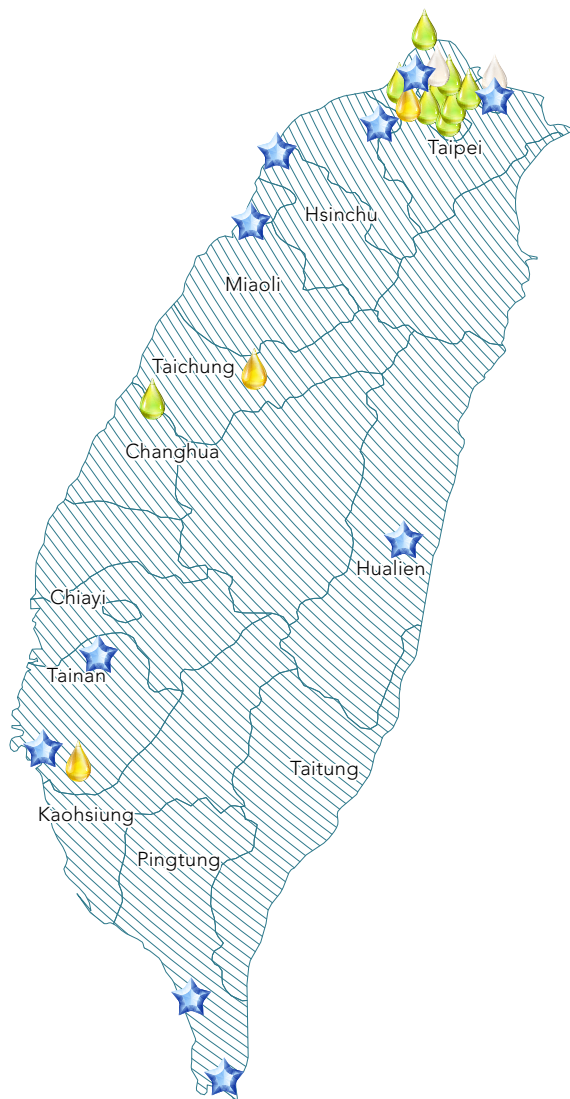 Taipei
Hsinchu
Miaoli
Taichung
Changhua
Hualien
Chiayi
Tainan
Taitung
Kaohsiung
Pingtung